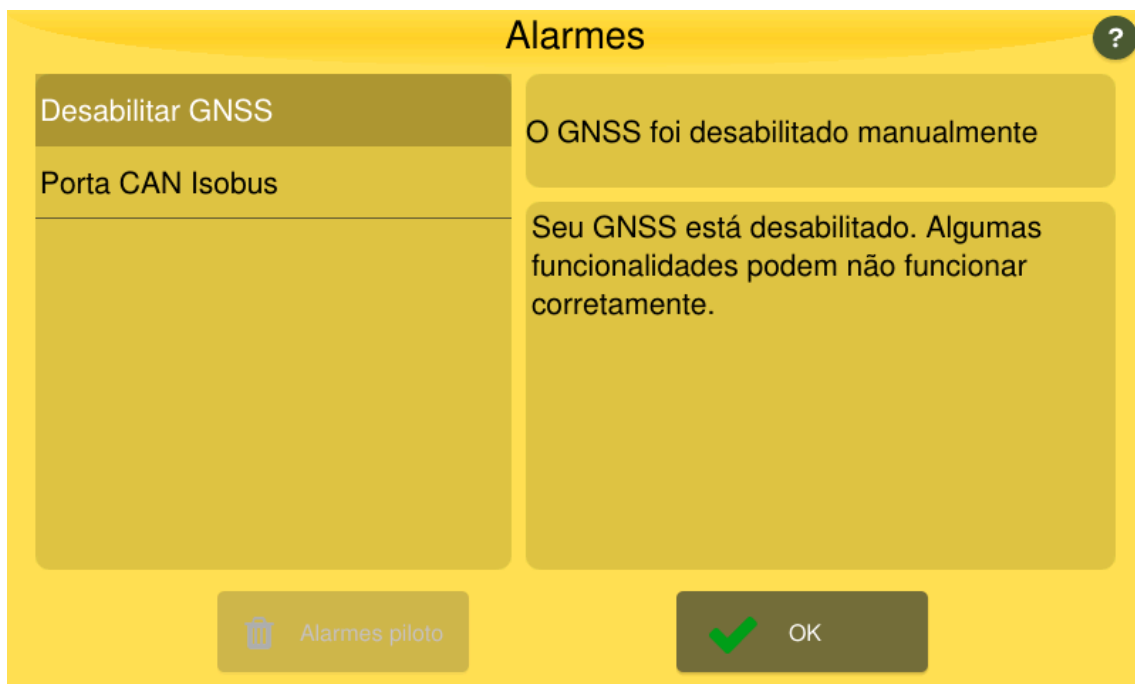 Alarmes
?
Desabilitar GNSS
Porta CAN Isobus
O GNSS foi desabilitado manualmente
Seu GNSS está desabilitado. Algumas
funcionalidades podem não funcionar
corretamente.
Alarmes piloto
OK